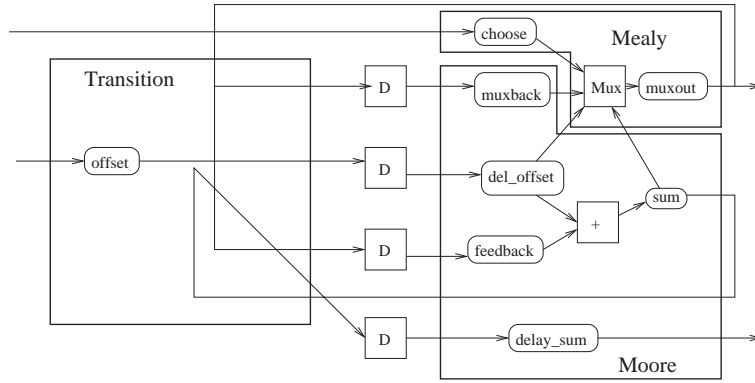 choose
Mealy
Transition
D
muxback
Mux
muxout
offset
D
del_offset
sum
+
D
feedback
D
delay_sum
Moore